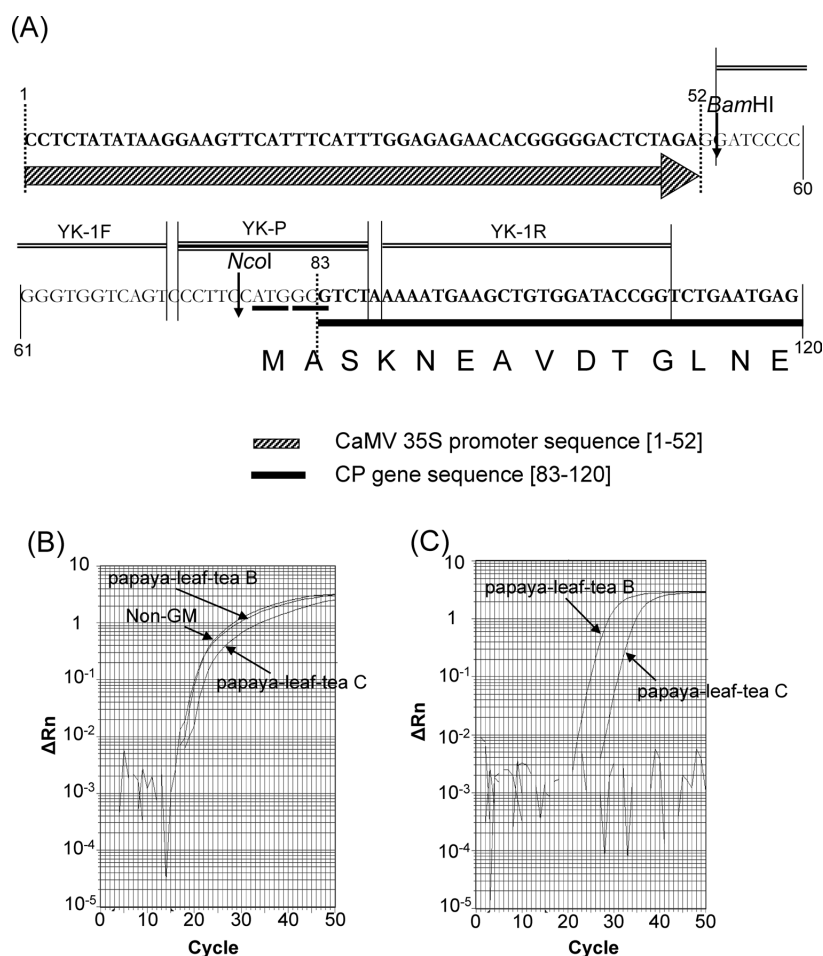 (A)
1
52
BamHI
CCTCTATATAAGGAAGTTCATTTCATTTGGAGAGAACACGGGGGACTCTAGAGGATCCCC
60
YK-1F
YK-P
YK-1R
NcoI
83
GGGTGGTCAGTCCCTTCCATGGCGTCTAAAAATGAAGCTGTGGATACCGGTCTGAATGAG
61
120
M A S K N E A V D T G L N E
CaMV 35S promoter sequence [1-52]
CP gene sequence [83-120]
(B)
10
1
10-1
10-2
10-3
10-4
10-5
ΔRn
papaya-leaf-tea B
Non-GM
papaya-leaf-tea C
0 10 20 30 40 50
Cycle
(C)
10
1
10-1
10-2
10-3
10-4
10-5
ΔRn
papaya-leaf-tea B
papaya-leaf-tea C
0 10 20 30 40 50
Cycle